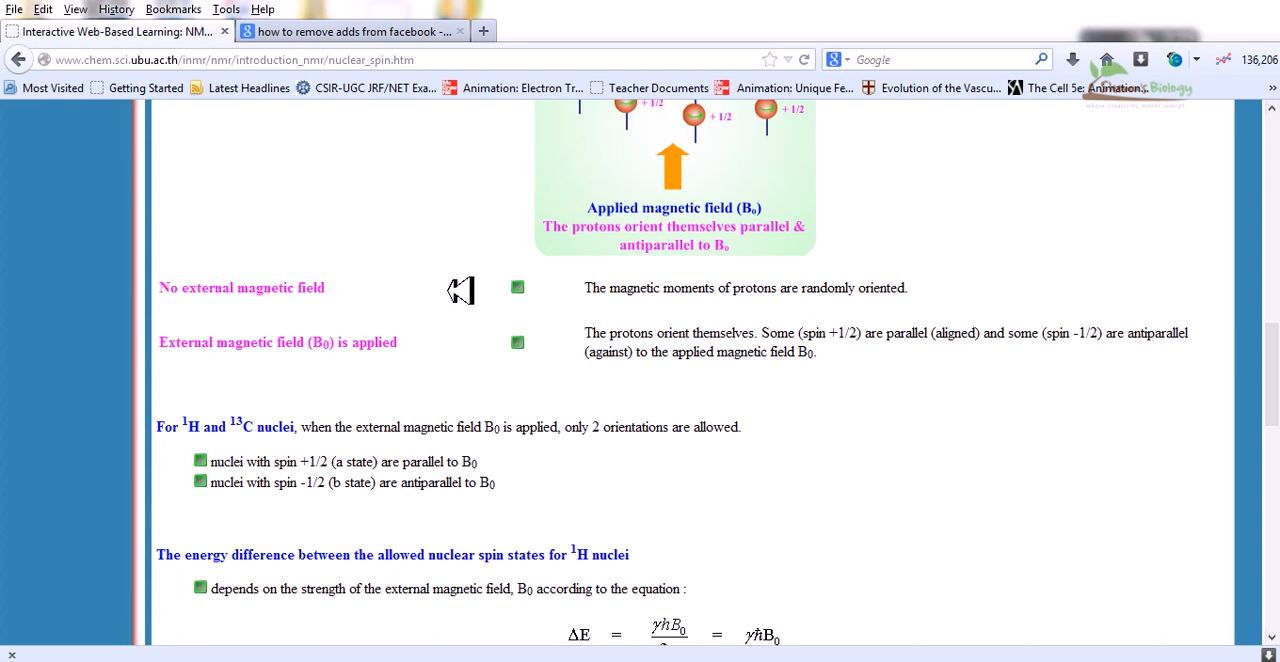 File Edit View History Bookmarks Tools Help
Interactive Web-Based Learning: NM... × how to remove adds from facebook -... × +
www.chem.sci.ubu.ac.th/inmr/nmr/introduction_nmr/nuclear_spin.htm Google 136,206
Most Visited Getting Started Latest Headlines CSIR-UGC JRF/NET Exa... Animation: Electron Tr... Teacher Documents Animation: Unique Fe... Evolution of the Vascu... The Cell 5e: Animation... »
Biology
+ 1/2 + 1/2 + 1/2
Applied magnetic field (B₀)
The protons orient themselves parallel &
antiparallel to B₀
No external magnetic field The magnetic moments of protons are randomly oriented.
External magnetic field (B₀) is applied The protons orient themselves. Some (spin +1/2) are parallel (aligned) and some (spin -1/2) are antiparallel
(against) to the applied magnetic field B₀.
For ¹H and ¹³C nuclei, when the external magnetic field B₀ is applied, only 2 orientations are allowed.
nuclei with spin +1/2 (a state) are parallel to B₀
nuclei with spin -1/2 (b state) are antiparallel to B₀
The energy difference between the allowed nuclear spin states for ¹H nuclei
depends on the strength of the external magnetic field, B₀ according to the equation :
ΔE = γhB₀ = γħB₀